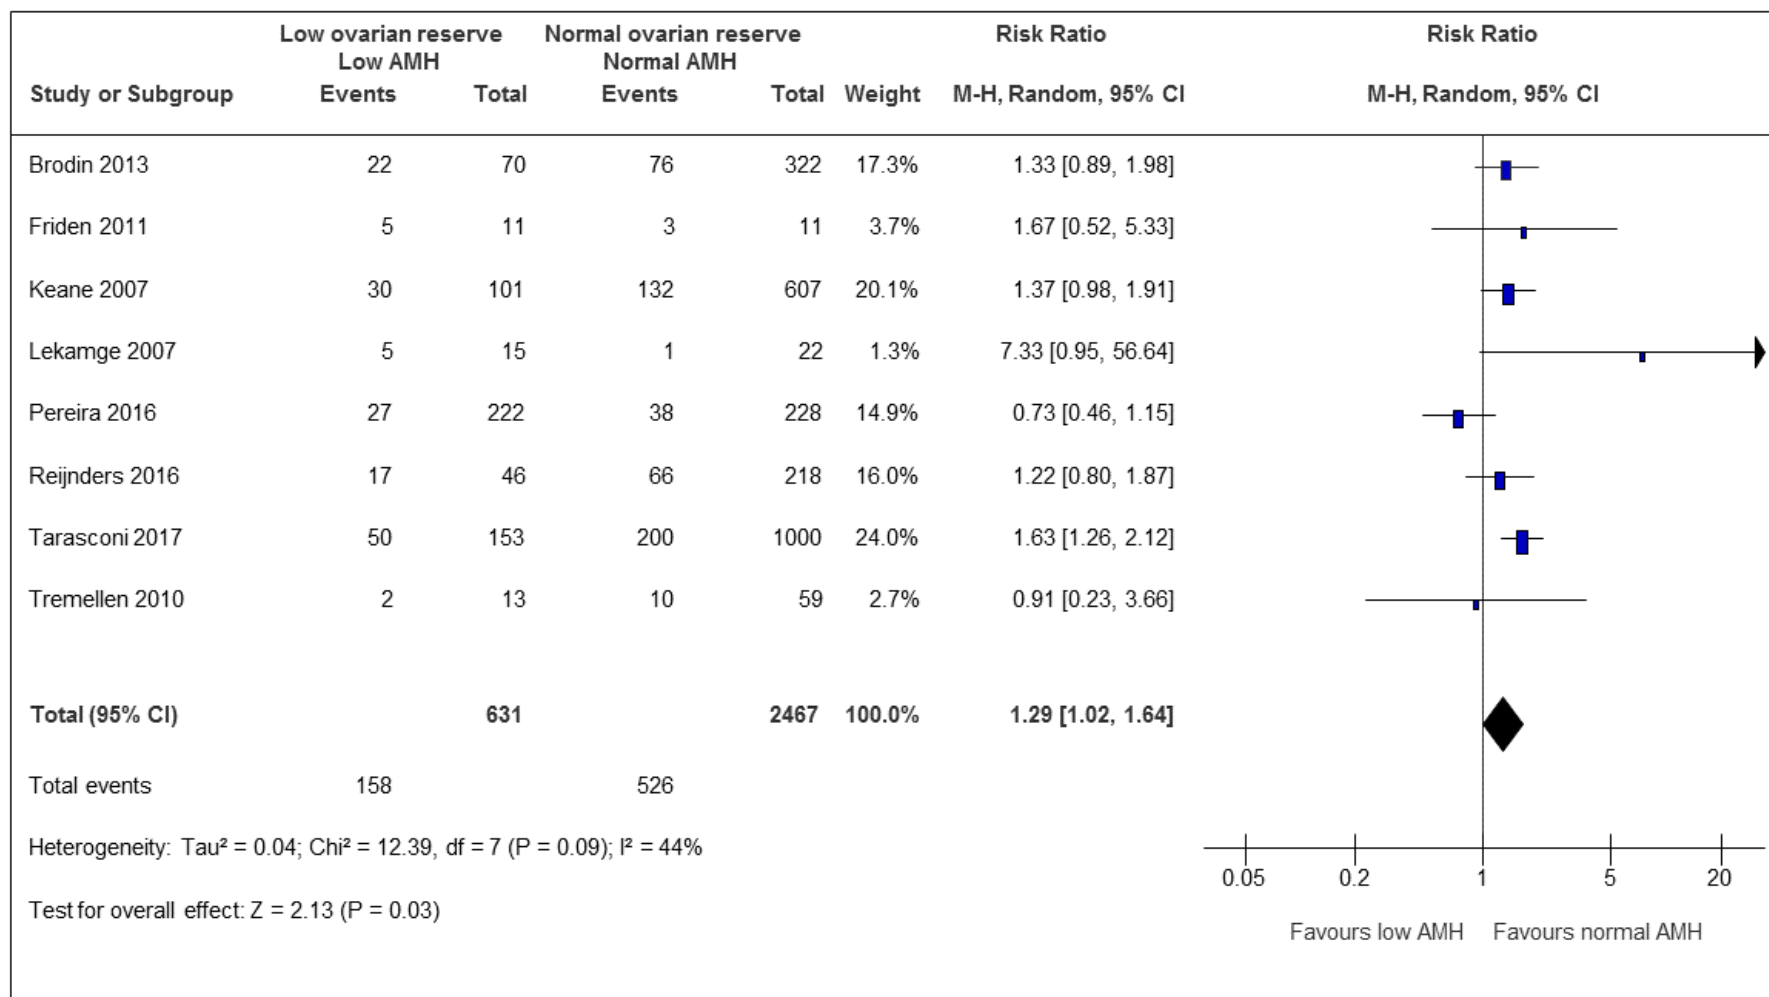 Low ovarian reserve Normal ovarian reserve Risk Ratio Risk Ratio
Low AMH Normal AMH
Study or Subgroup Events Total Events Total Weight M-H, Random, 95% CI M-H, Random, 95% CI
Brodin 2013 22 70 76 322 17.3% 1.33 [0.89, 1.98]
Friden 2011 5 11 3 11 3.7% 1.67 [0.52, 5.33]
Keane 2007 30 101 132 607 20.1% 1.37 [0.98, 1.91]
Lekamge 2007 5 15 1 22 1.3% 7.33 [0.95, 56.64]
Pereira 2016 27 222 38 228 14.9% 0.73 [0.46, 1.15]
Reijnders 2016 17 46 66 218 16.0% 1.22 [0.80, 1.87]
Tarasconi 2017 50 153 200 1000 24.0% 1.63 [1.26, 2.12]
Tremellen 2010 2 13 10 59 2.7% 0.91 [0.23, 3.66]
Total (95% CI) 631 2467 100.0% 1.29 [1.02, 1.64]
Total events 158 526
Heterogeneity: Tau² = 0.04; Chi² = 12.39, df = 7 (P = 0.09); I² = 44%
0.05 0.2 1 5 20
Test for overall effect: Z = 2.13 (P = 0.03)
Favours low AMH Favours normal AMH